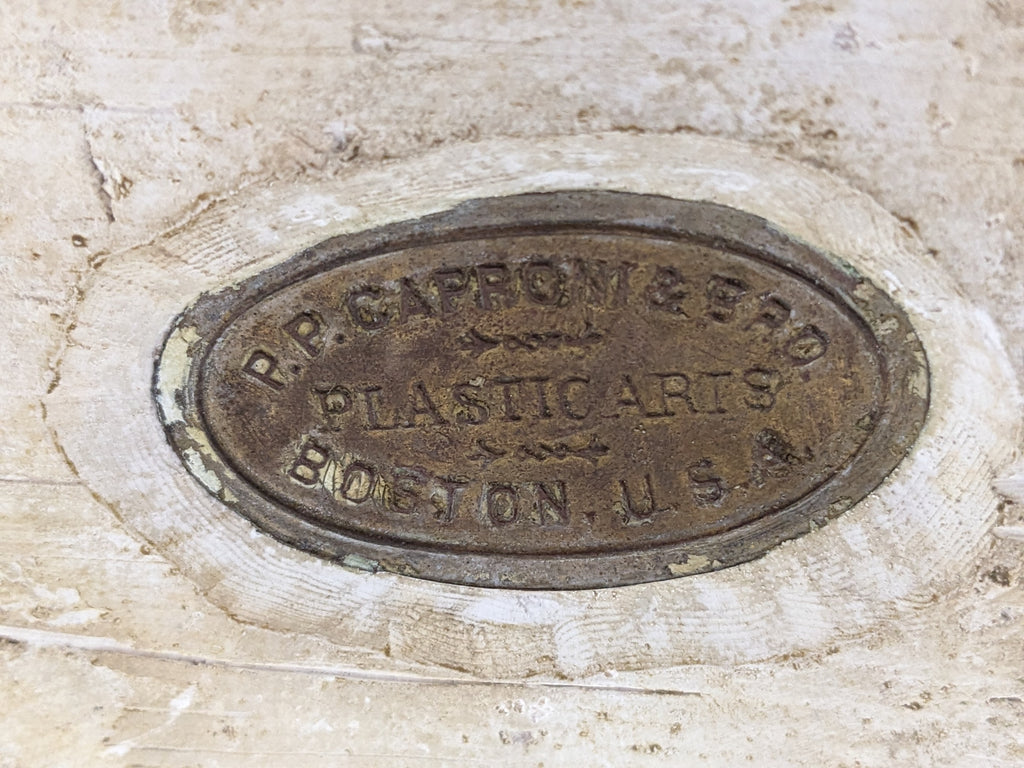 P.P. CAPRONI & BRO.
PLASTIC ARTS
BOSTON, U.S.A.